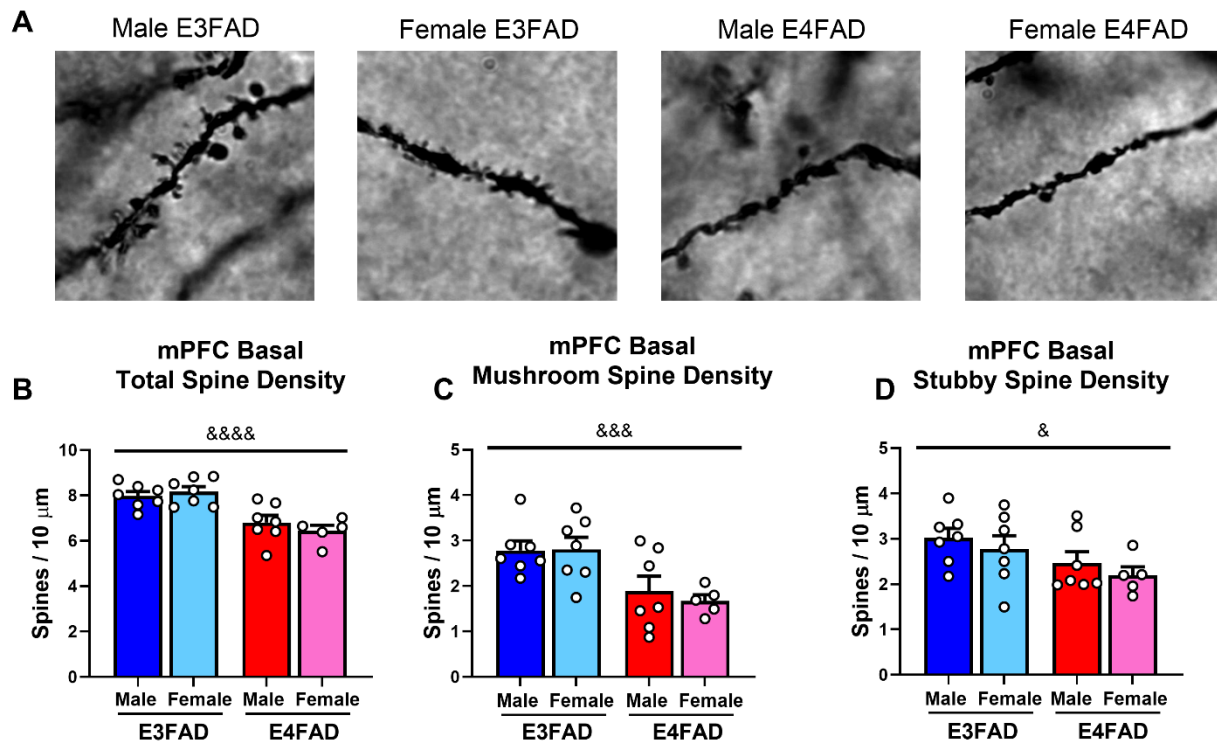 A
Male E3FAD
Female E3FAD
Male E4FAD
Female E4FAD
B
mPFC Basal
Total Spine Density
&&&&
Spines / 10 μm
10
8
6
4
2
0
Male Female Male Female
E3FAD E4FAD
C
mPFC Basal
Mushroom Spine Density
&&&
Spines / 10 μm
5
4
3
2
1
0
Male Female Male Female
E3FAD E4FAD
D
mPFC Basal
Stubby Spine Density
&
Spines / 10 μm
5
4
3
2
1
0
Male Female Male Female
E3FAD E4FAD